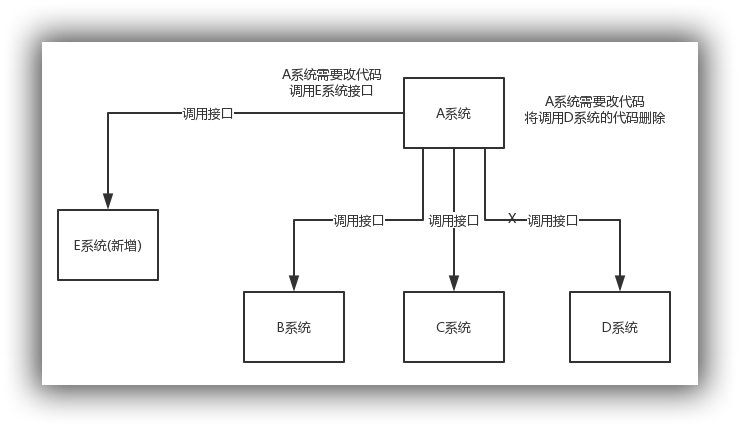 A系统需要改代码
调用E系统接口
A系统
A系统需要改代码
将调用D系统的代码删除
调用接口
调用接口
调用接口
X
调用接口
E系统(新增)
B系统
C系统
D系统